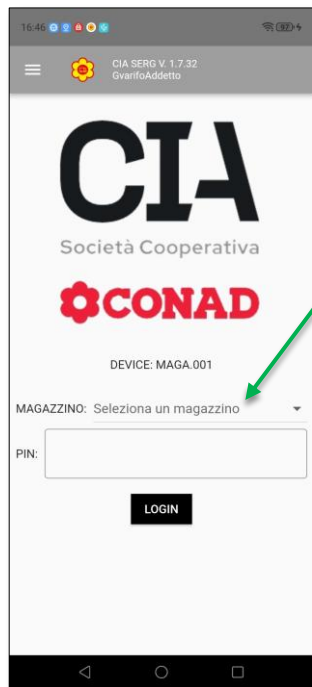 16:46
97
CIA SERG V. 1.7.32
GvarifoAddetto
CIA
Società Cooperativa
CONAD
DEVICE: MAGA.001
MAGAZZINO: Seleziona un magazzino
PIN:
LOGIN